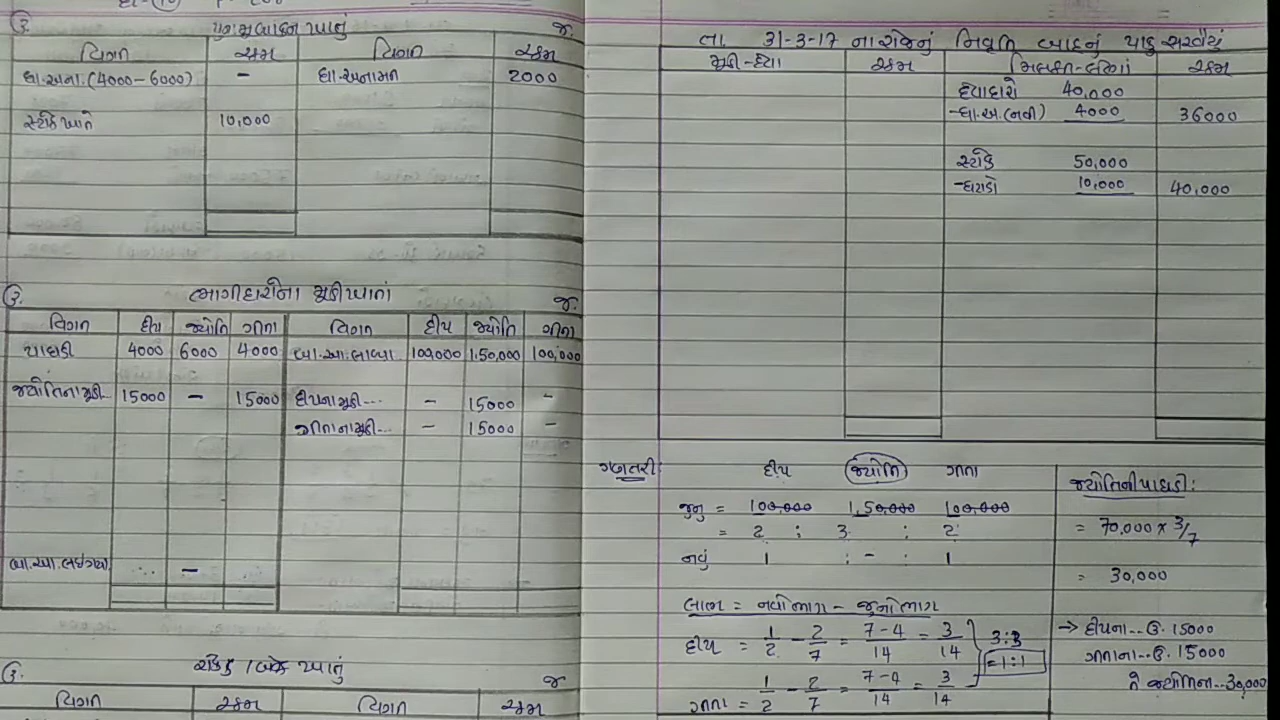 ઉ. પુનઃમૂલ્યાંકન ખાતું જ.
વિગત રકમ વિગત રકમ
ઘા.અના.(4000-6000) - ઘા.અનામત 2000
સ્ટોક ખાતે 10,000
ઉ. ભાગીદારોના મૂડી ખાતાં જ.
વિગત દીપ જ્યોતિ ગીતા વિગત દીપ જ્યોતિ ગીતા
પાઘડી 4000 6000 4000 બા.આ.લાવ્યા 100,000 1,50,000 100,000
જ્યોતિના મૂડી.. 15000 - 15000 દીપના મૂડી... - 15000 -
ગીતાના મૂડી... - 15000 -
બા.આ.લઇ ગયા .. -
ઉ. રોકડ / બેંક ખાતું જ
વિગત રકમ વિગત રકમ
તા. 31-3-17 ના રોજનું નિવૃત્તિ બાદનું પાકું સરવૈયું
મૂડી-દેવા રકમ મિલકત-લેણાં રકમ
દેવાદારો 40,000
-ઘા.અ.(નવી) 4000 36000
સ્ટોક 50,000
-ઘટાડો 10,000 40,000
ગણતરી: દીપ જ્યોતિ ગીતા
જુનુ = 100,000 1,50,000 100,000
= 2 : 3 : 2
નવું 1 : - : 1
લાભ = નવો ભાગ - જુનો ભાગ
દીપ = 1/2 - 2/7 = 7-4/14 = 3/14
3:3
=1:1
ગીતા = 1/2 - 2/7 = 7-4/14 = 3/14
જ્યોતિની પાઘડી:
= 70,000 x 3/7
= 30,000
→ દીપના.. ઉ. 15000
ગીતાના.. ઉ. 15000
તે જ્યોતિના.. 30,000